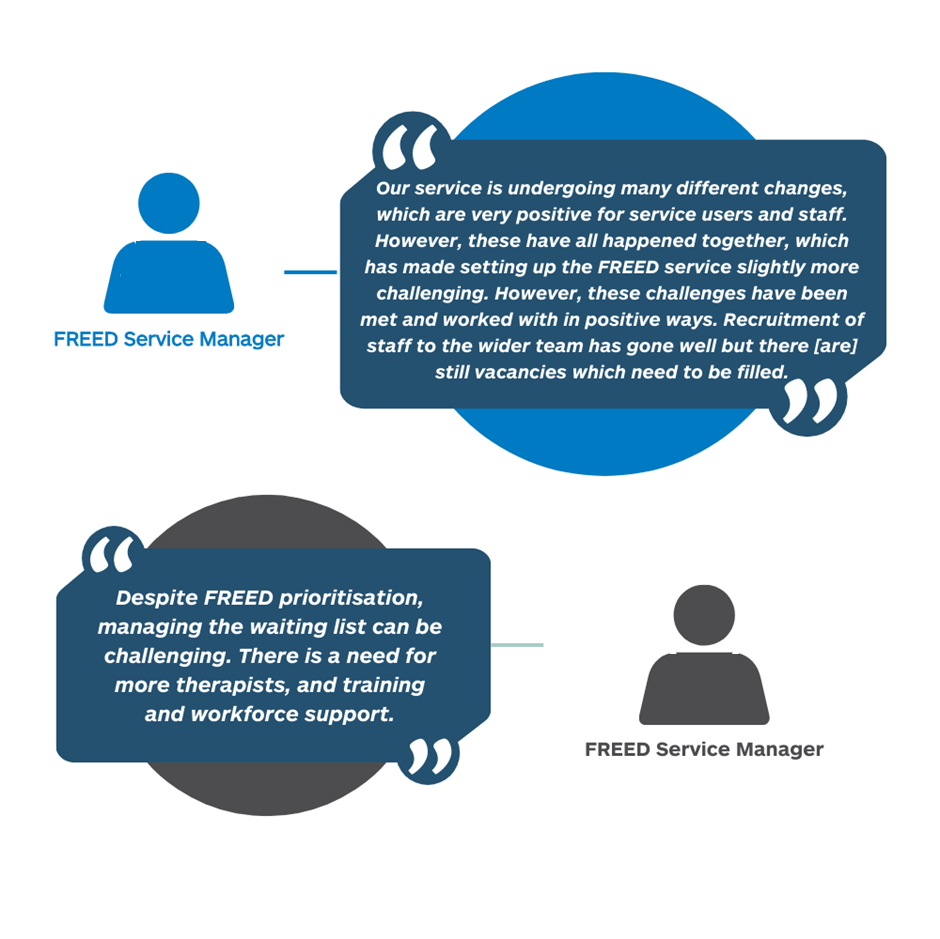 Our service is undergoing many different changes,
which are very positive for service users and staff.
However, these have all happened together, which
has made setting up the FREED service slightly more
challenging. However, these challenges have been
met and worked with in positive ways. Recruitment of
staff to the wider team has gone well but there [are]
still vacancies which need to be filled.
FREED Service Manager
Despite FREED prioritisation,
managing the waiting list can be
challenging. There is a need for
more therapists, and training
and workforce support.
FREED Service Manager